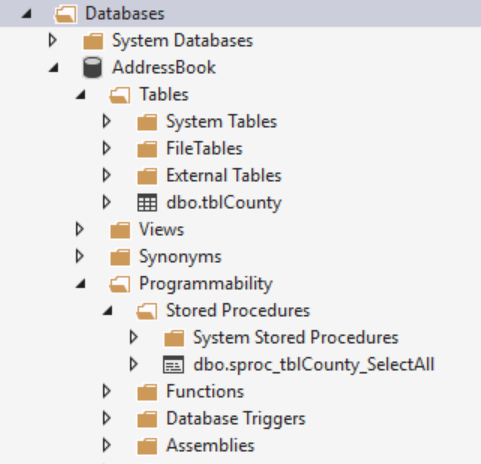 Databases
System Databases
AddressBook
Tables
System Tables
FileTables
External Tables
dbo.tblCounty
Views
Synonyms
Programmability
Stored Procedures
System Stored Procedures
dbo.sproc_tblCounty_SelectAll
Functions
Database Triggers
Assemblies